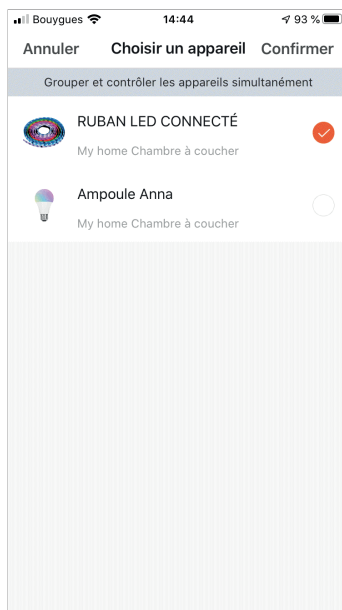 Bouygues 14:44 93 %
Annuler Choisir un appareil Confirmer
Grouper et contrôler les appareils simultanément
RUBAN LED CONNECTÉ
My home Chambre à coucher
Ampoule Anna
My home Chambre à coucher